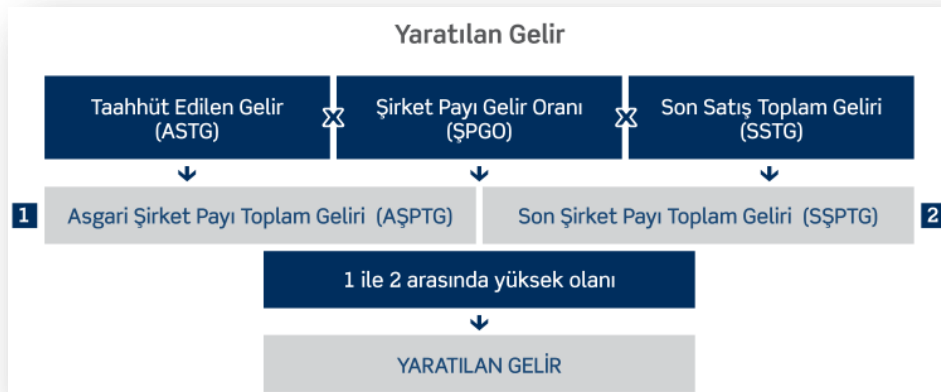 Yaratılan Gelir
Taahhüt Edilen Gelir
(ASTG)
Şirket Payı Gelir Oranı
(ŞPGO)
Son Satış Toplam Geliri
(SSTG)
1
Asgari Şirket Payı Toplam Geliri (AŞPTG)
Son Şirket Payı Toplam Geliri (SŞPTG)
2
1 ile 2 arasında yüksek olanı
YARATILAN GELİR